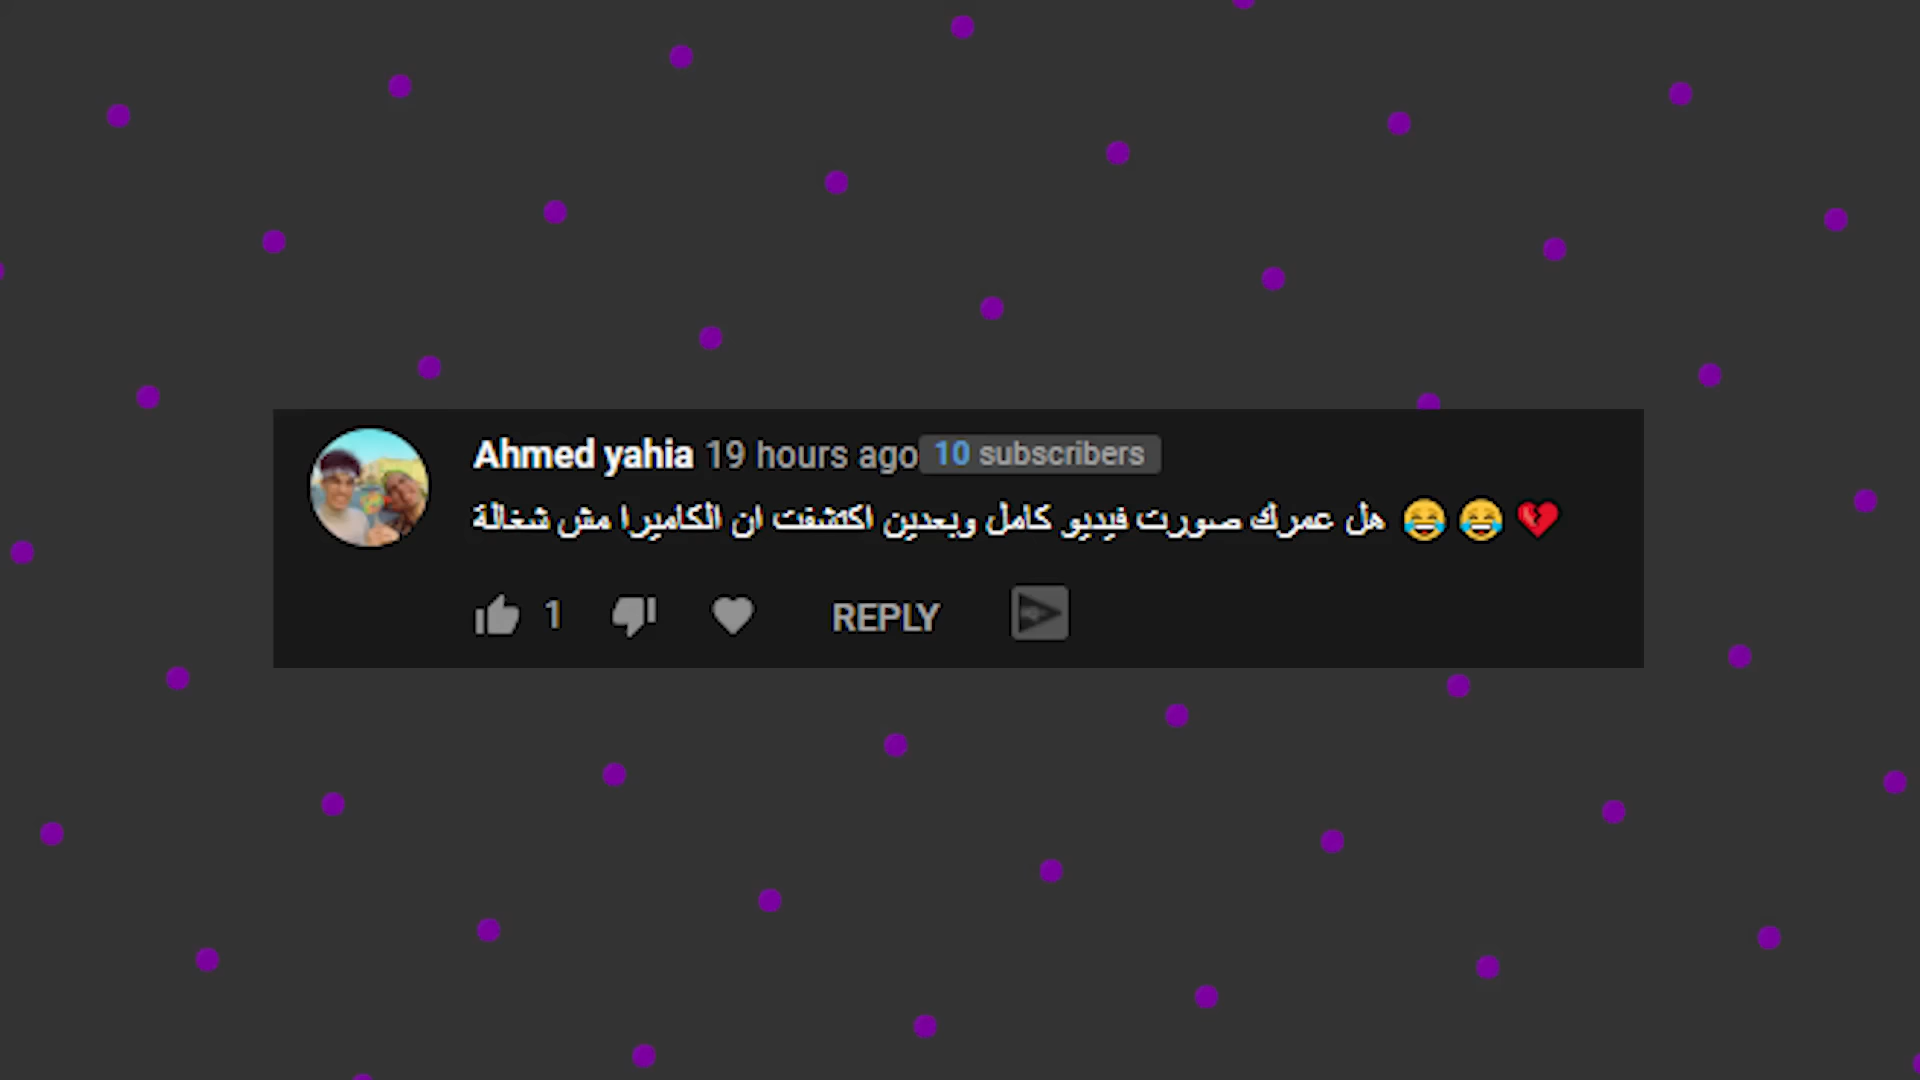 Ahmed yahia 19 hours ago 10 subscribers
هل عمرك صورت فيديو كامل وبعدين اكتشفت ان الكاميرا مش شغالة 😂 😂 💔
1 REPLY